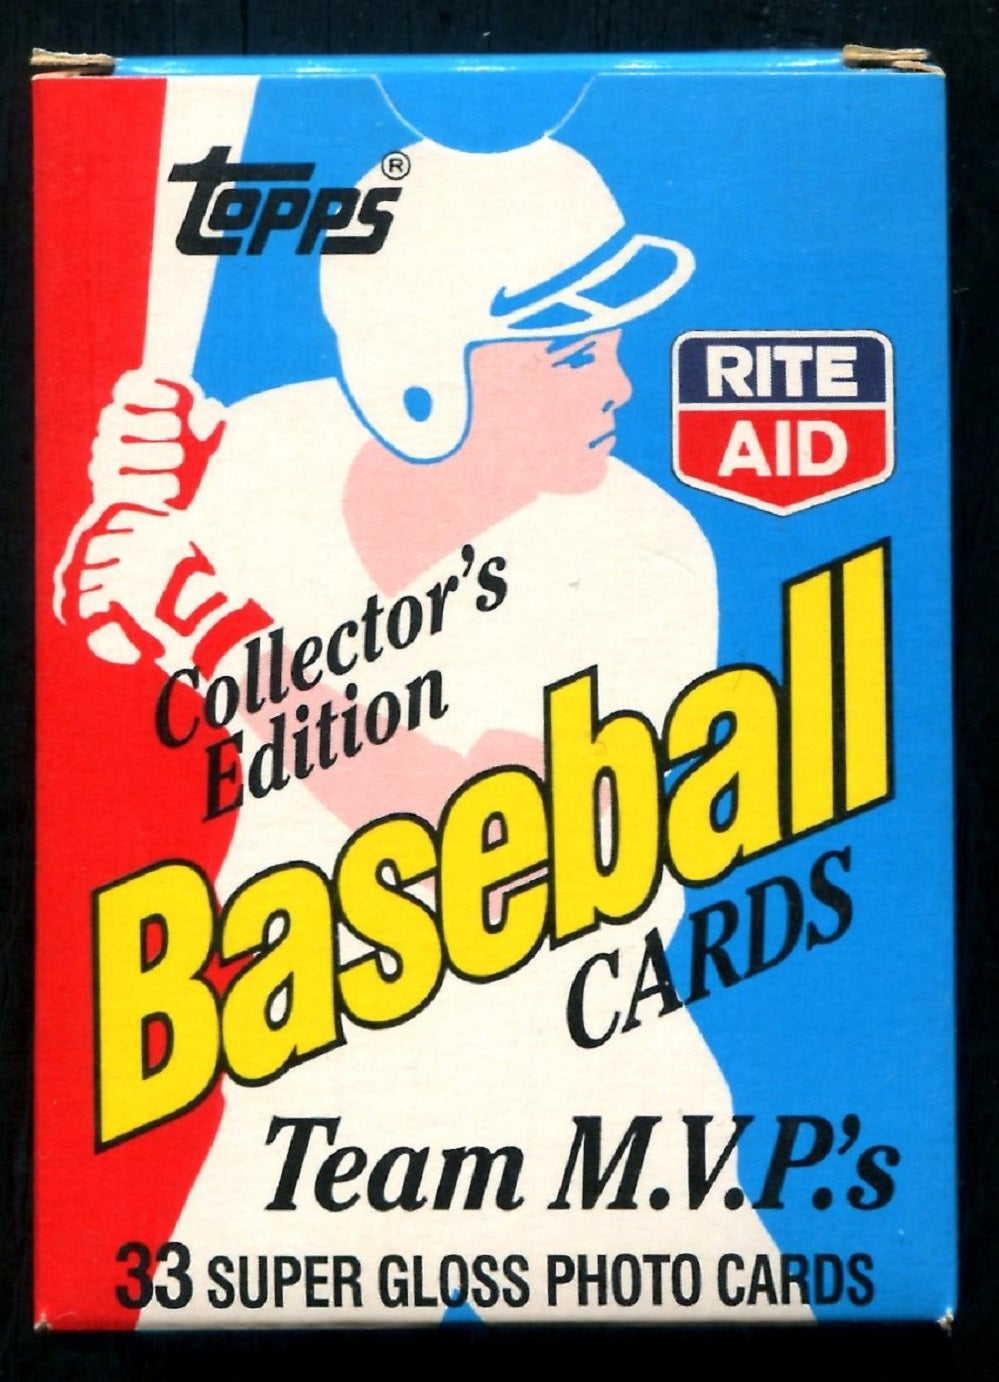 Topps®
RITE
AID
Collector's
Edition
Baseball
CARDS
Team M.V.P.'s
33 SUPER GLOSS PHOTO CARDS